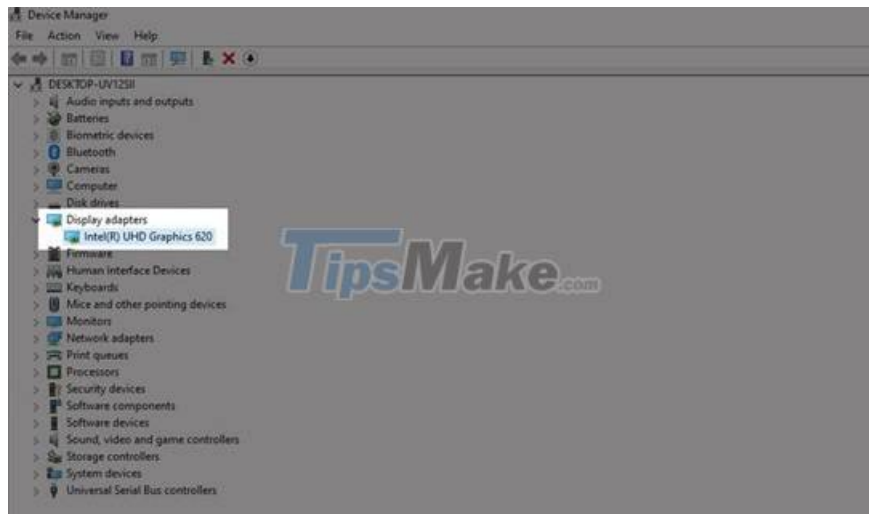 Device Manager
File Action View Help
DESKTOP-UV12SII
Audio inputs and outputs
Batteries
Biometric devices
Bluetooth
Cameras
Computer
Disk drives
Display adapters
Intel(R) UHD Graphics 620
Firmware
Human Interface Devices
Keyboards
Mice and other pointing devices
Monitors
Network adapters
Print queues
Processors
Security devices
Software components
Software devices
Sound, video and game controllers
Storage controllers
System devices
Universal Serial Bus controllers
TipsMake.com